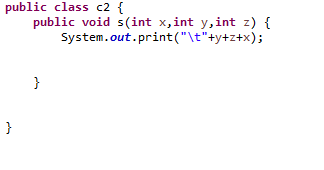 public class c2 {
    public void s(int x,int y,int z) {
        System.out.print("\t"+y+z+x);
    }
}